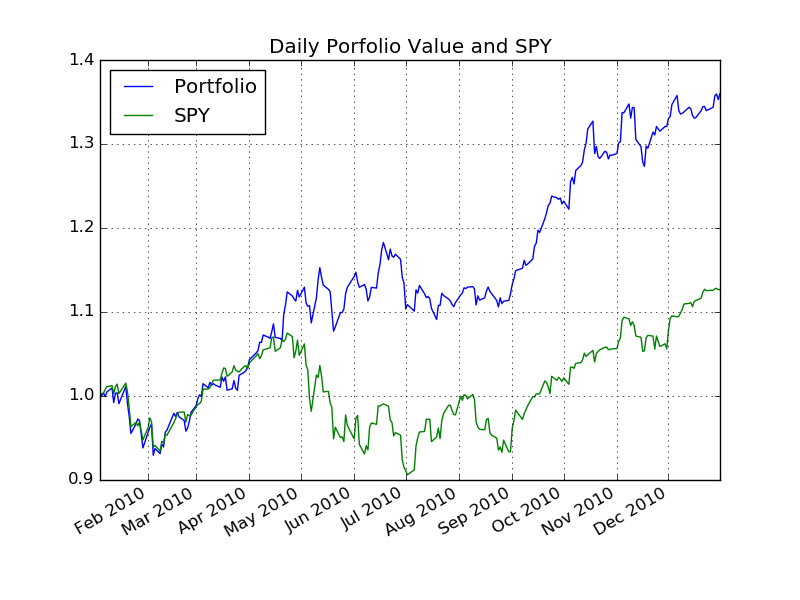 Daily Porfolio Value and SPY
1.4
1.3
1.2
1.1
1.0
0.9
Portfolio
SPY
Feb 2010
Mar 2010
Apr 2010
May 2010
Jun 2010
Jul 2010
Aug 2010
Sep 2010
Oct 2010
Nov 2010
Dec 2010